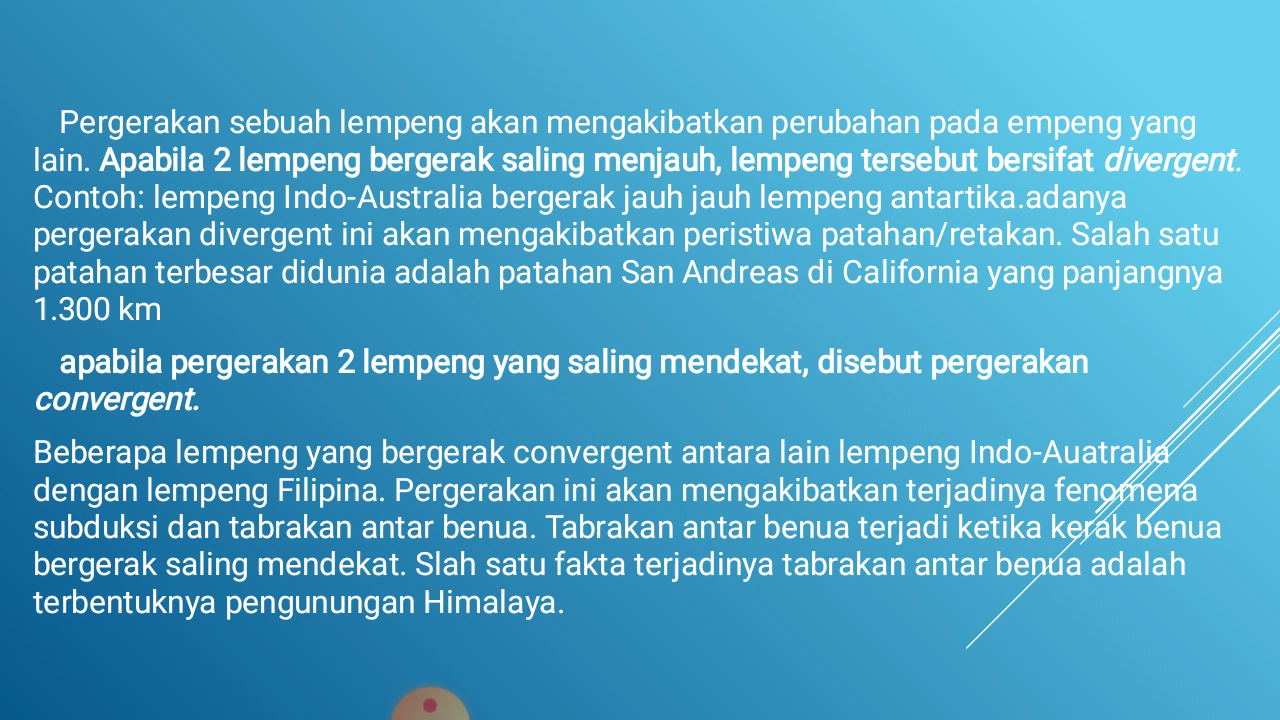 Pergerakan sebuah lempeng akan mengakibatkan perubahan pada empeng yang
lain. Apabila 2 lempeng bergerak saling menjauh, lempeng tersebut bersifat divergent.
Contoh: lempeng Indo-Australia bergerak jauh jauh lempeng antartika.adanya
pergerakan divergent ini akan mengakibatkan peristiwa patahan/retakan. Salah satu
patahan terbesar didunia adalah patahan San Andreas di California yang panjangnya
1.300 km
apabila pergerakan 2 lempeng yang saling mendekat, disebut pergerakan
convergent.
Beberapa lempeng yang bergerak convergent antara lain lempeng Indo-Auatralia
dengan lempeng Filipina. Pergerakan ini akan mengakibatkan terjadinya fenomena
subduksi dan tabrakan antar benua. Tabrakan antar benua terjadi ketika kerak benua
bergerak saling mendekat. Slah satu fakta terjadinya tabrakan antar benua adalah
terbentuknya pengunungan Himalaya.